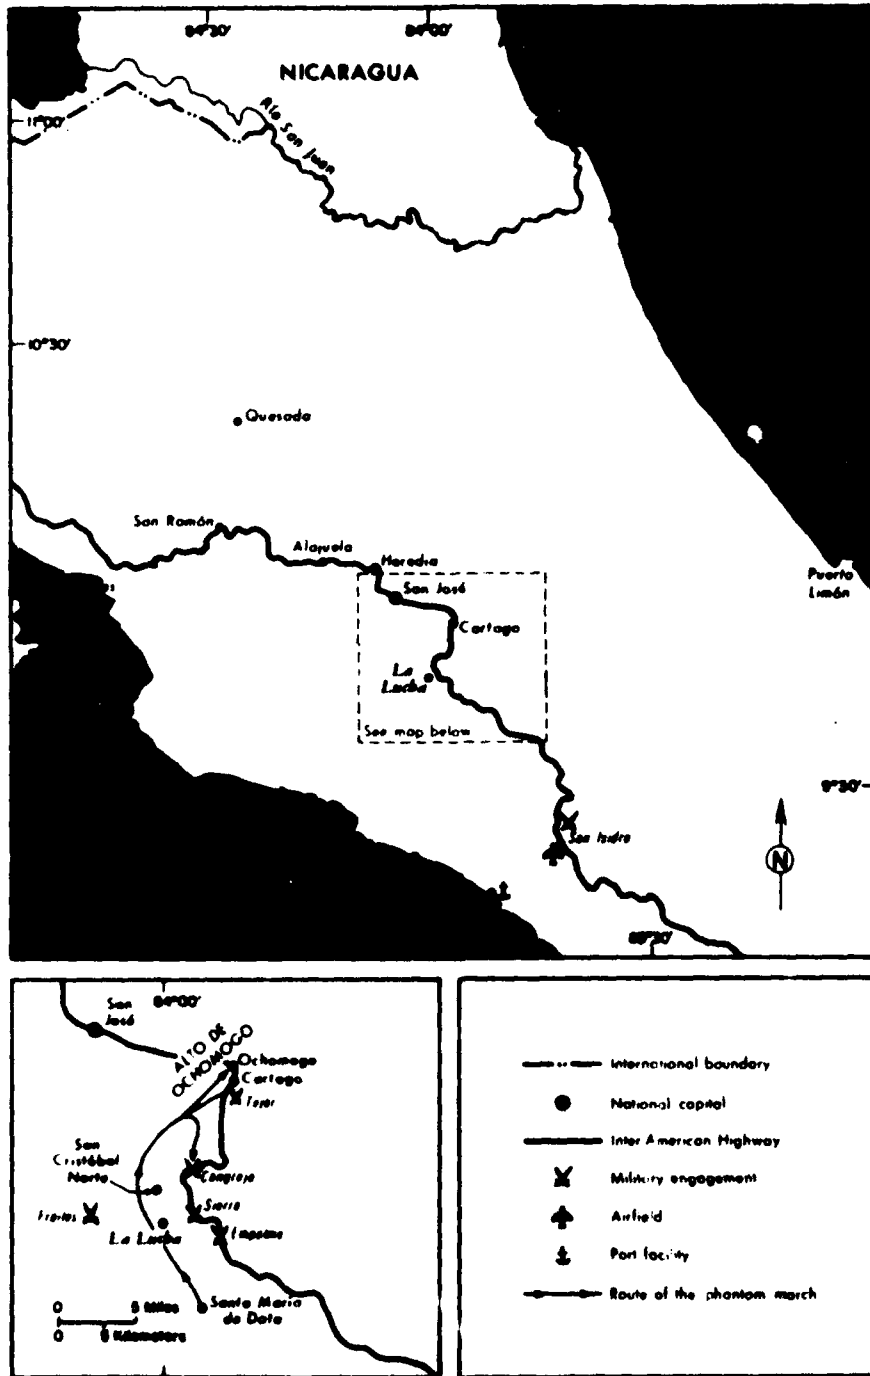 84°30'
84°00'
NICARAGUA
Río San Juan
11°00'
10°30'
Quesada
San Ramón
Alajuela
Heredia
San José
Puerto
Limón
Cartago
La
Lucha
See map below
9°30'
San Isidro
N
San
José
84°00'
ALTO DE
OCHOMOGO
Ochomogo
Cartago
Tejar
San
Cristóbal
Norte
Cangreja
Frailes
Sierra
La Lucha
Empalme
0 5 Miles
0 5 Kilometers
Santa María
de Dota
International boundary
National capital
Inter American Highway
Military engagement
Airfield
Port facility
Route of the phantom march